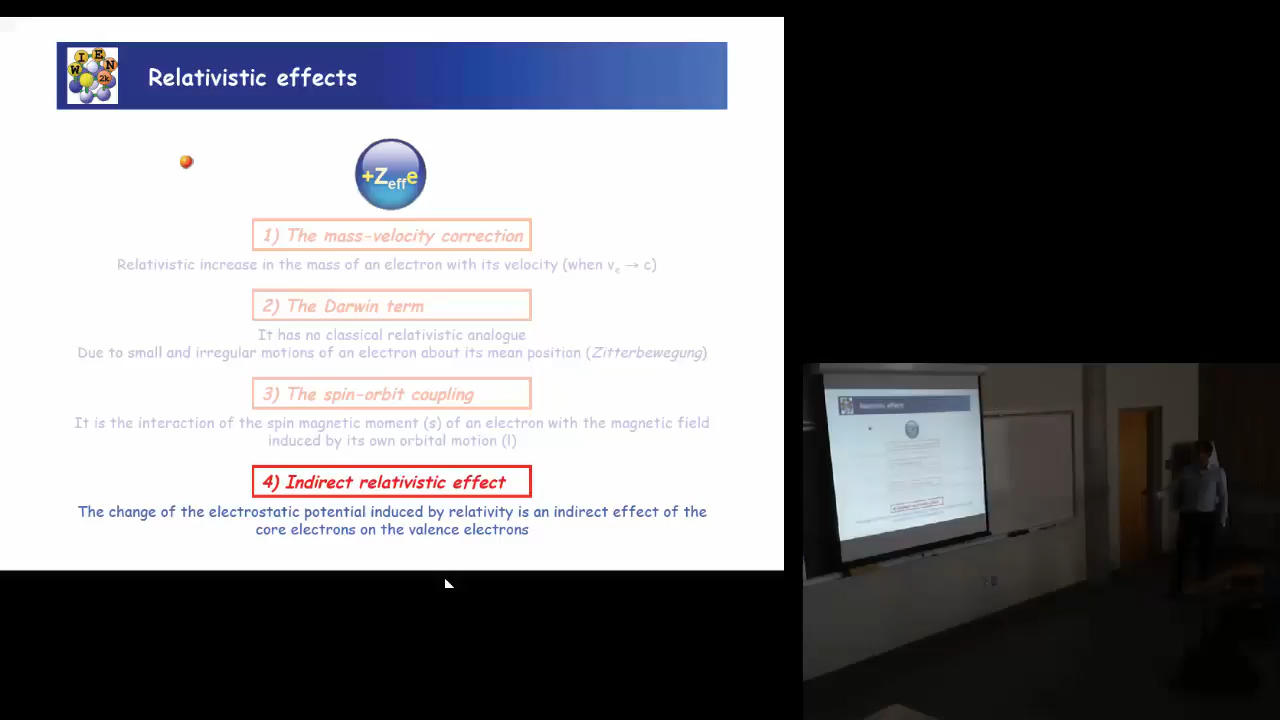 W I E N 2k
Relativistic effects
+Zeffe
1) The mass-velocity correction
Relativistic increase in the mass of an electron with its velocity (when ve → c)
2) The Darwin term
It has no classical relativistic analogue
Due to small and irregular motions of an electron about its mean position (Zitterbewegung)
3) The spin-orbit coupling
It is the interaction of the spin magnetic moment (s) of an electron with the magnetic field
induced by its own orbital motion (l)
4) Indirect relativistic effect
The change of the electrostatic potential induced by relativity is an indirect effect of the
core electrons on the valence electrons
Relativistic effects